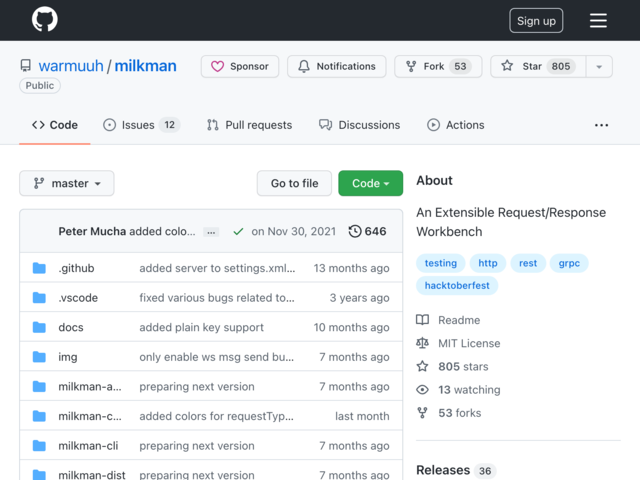 Sign up
warmuuh / milkman
Public
Sponsor
Notifications
Fork 53
Star 805
Code
Issues 12
Pull requests
Discussions
Actions
master
Go to file
Code
Peter Mucha added colo... ... on Nov 30, 2021 646
.github added server to settings.xml... 13 months ago
.vscode fixed various bugs related to... 3 years ago
docs added plain key support 10 months ago
img only enable ws msg send bu... 7 months ago
milkman-a... preparing next version 7 months ago
milkman-c... added colors for requestTyp... last month
milkman-cli preparing next version 7 months ago
milkman-dist preparing next version 7 months ago
About
An Extensible Request/Response
Workbench
testing http rest grpc
hacktoberfest
Readme
MIT License
805 stars
13 watching
53 forks
Releases 36